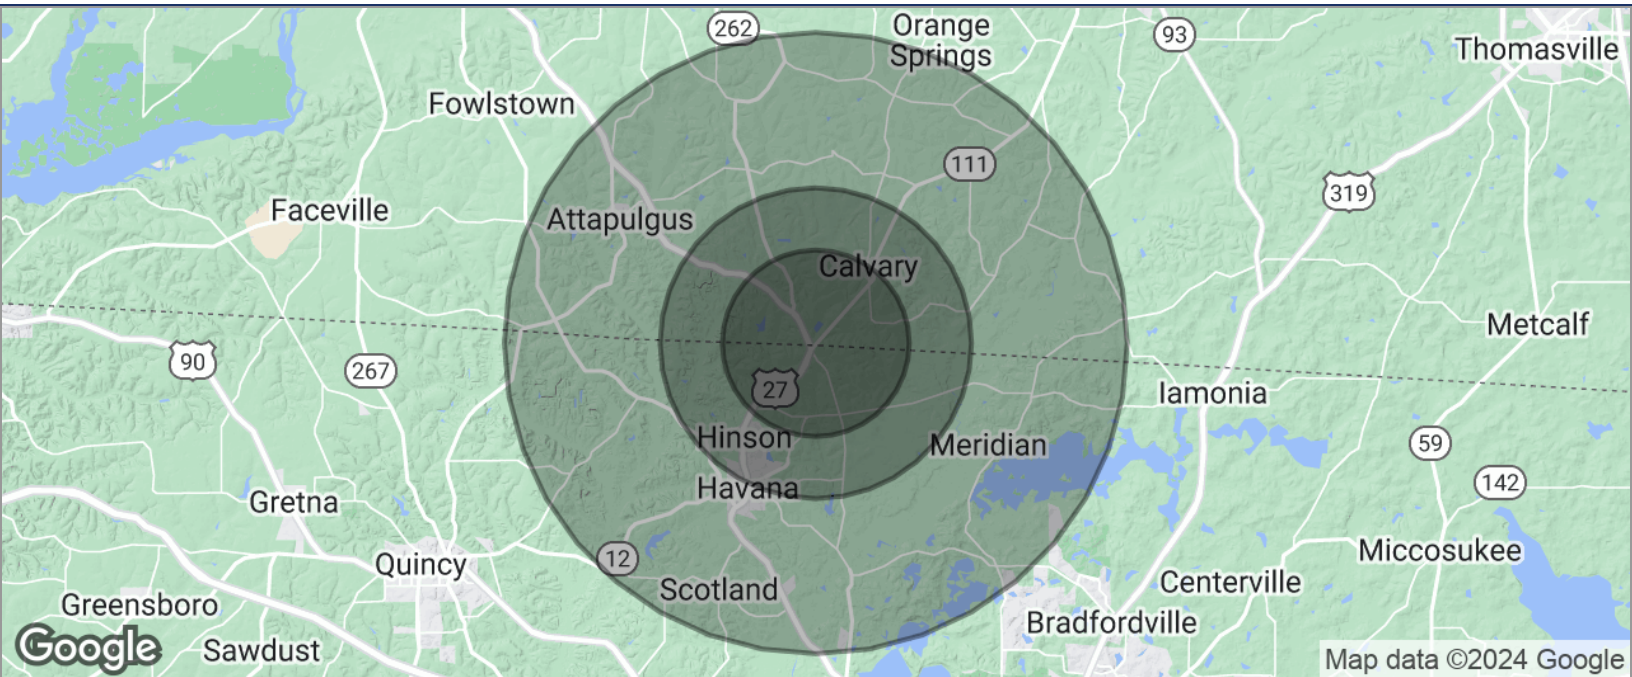 262
Orange
Springs
93
Thomasville
Fowlstown
111
319
Faceville
Attapulgus
Calvary
Metcalf
90
267
27
Iamonia
Hinson
Meridian
59
Havana
142
Gretna
12
Quincy
Miccosukee
Scotland
Centerville
Greensboro
Bradfordville
Sawdust
Google
Map data ©2024 Google